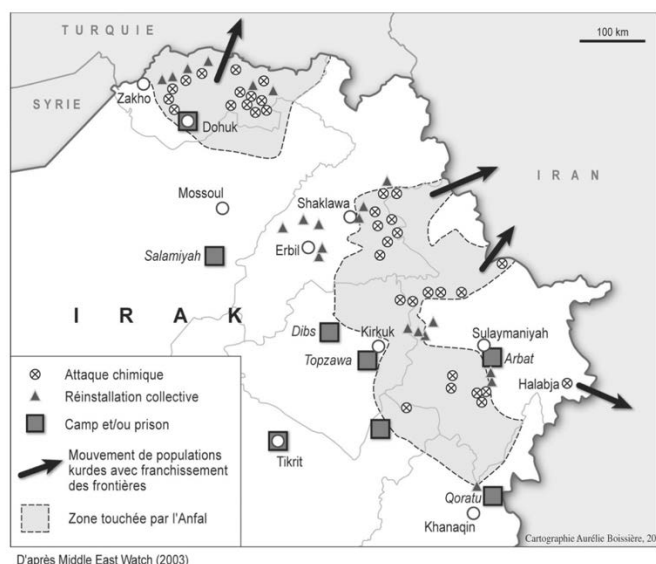 TURQUIE
100 km
SYRIE
Zakho
Dohuk
IRAN
Mossoul
Shaklawa
Salamiyah
Erbil
IRAK
Dibs
Kirkuk
Sulaymaniyah
Topzawa
Arbat
Halabja
Tikrit
Qoratu
Khanaqin
Attaque chimique
Réinstallation collective
Camp et/ou prison
Mouvement de populations
kurdes avec franchissement
des frontières
Zone touchée par l'Anfal
Cartographie Aurélie Boissière, 20
D'après Middle East Watch (2003)